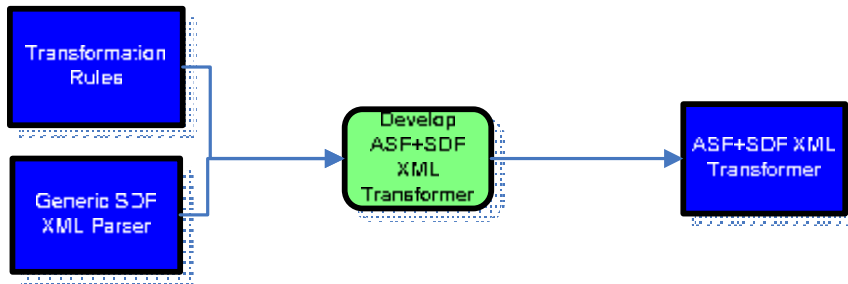 Transformation
Rules
Generic SDF
XML Parser
Develop
ASF+SDF
XML
Transformer
ASF+SDF XML
Transformer